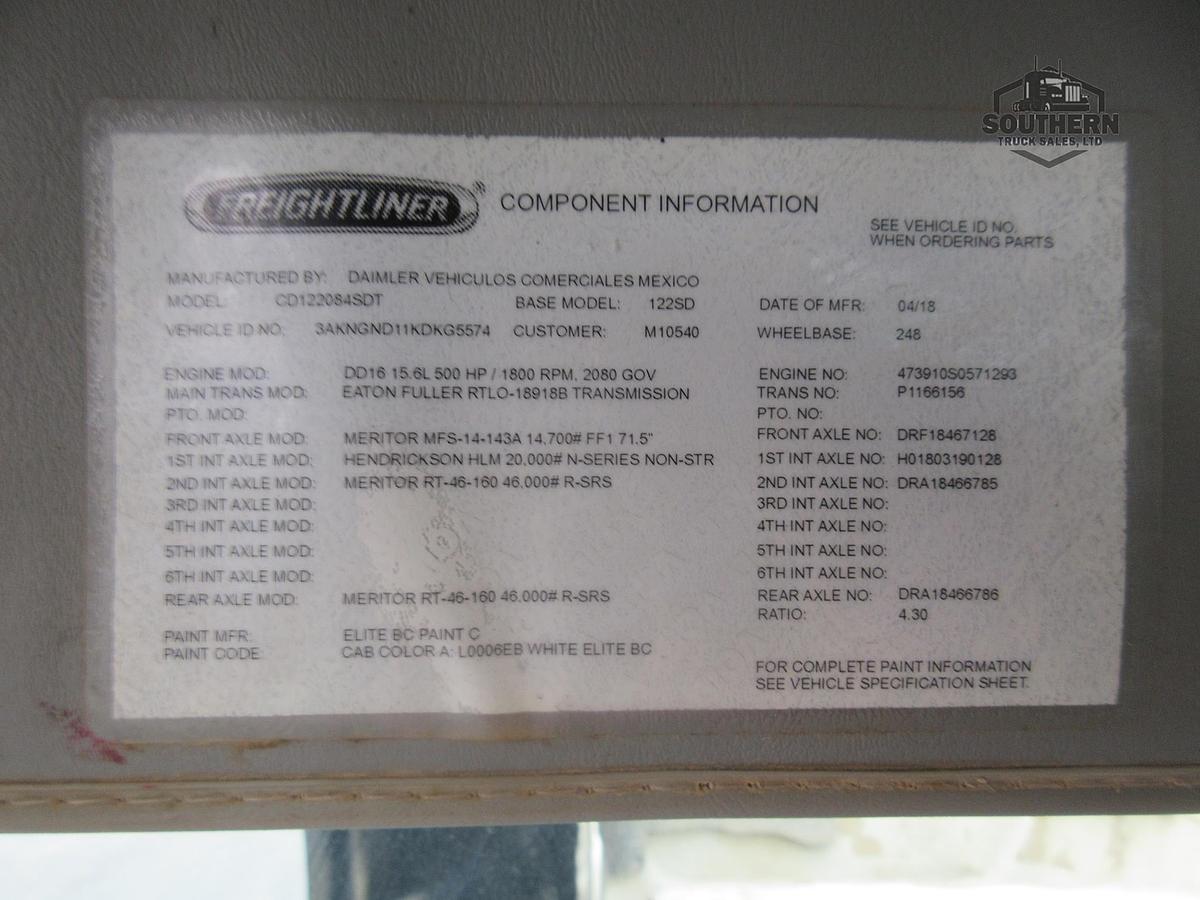 SOUTHERN
TRUCK SALES, LTD
FREIGHTLINER® COMPONENT INFORMATION
SEE VEHICLE ID NO.
WHEN ORDERING PARTS
MANUFACTURED BY: DAIMLER VEHICULOS COMERCIALES MEXICO
MODEL: CD122084SDT BASE MODEL: 122SD DATE OF MFR: 04/18
VEHICLE ID NO. 3AKNGND11KDKG5574 CUSTOMER: M10540 WHEELBASE: 248
ENGINE MOD: DD16 15.6L 500 HP / 1800 RPM, 2080 GOV ENGINE NO: 473910S0571293
MAIN TRANS MOD: EATON FULLER RTLO-18918B TRANSMISSION TRANS NO: P1166156
PTO. MOD: PTO. NO:
FRONT AXLE MOD: MERITOR MFS-14-143A 14.700# FF1 71.5" FRONT AXLE NO: DRF18467128
1ST INT AXLE MOD: HENDRICKSON HLM 20.000# N-SERIES NON-STR 1ST INT AXLE NO: H01803190128
2ND INT AXLE MOD: MERITOR RT-46-160 46.000# R-SRS 2ND INT AXLE NO: DRA18466785
3RD INT AXLE MOD: 3RD INT AXLE NO:
4TH INT AXLE MOD: 4TH INT AXLE NO:
5TH INT AXLE MOD: 5TH INT AXLE NO:
6TH INT AXLE MOD: 6TH INT AXLE NO:
REAR AXLE MOD: MERITOR RT-46-160 46.000# R-SRS REAR AXLE NO: DRA18466786
RATIO: 4.30
PAINT MFR: ELITE BC PAINT C
PAINT CODE: CAB COLOR A: L0006EB WHITE ELITE BC
FOR COMPLETE PAINT INFORMATION
SEE VEHICLE SPECIFICATION SHEET.